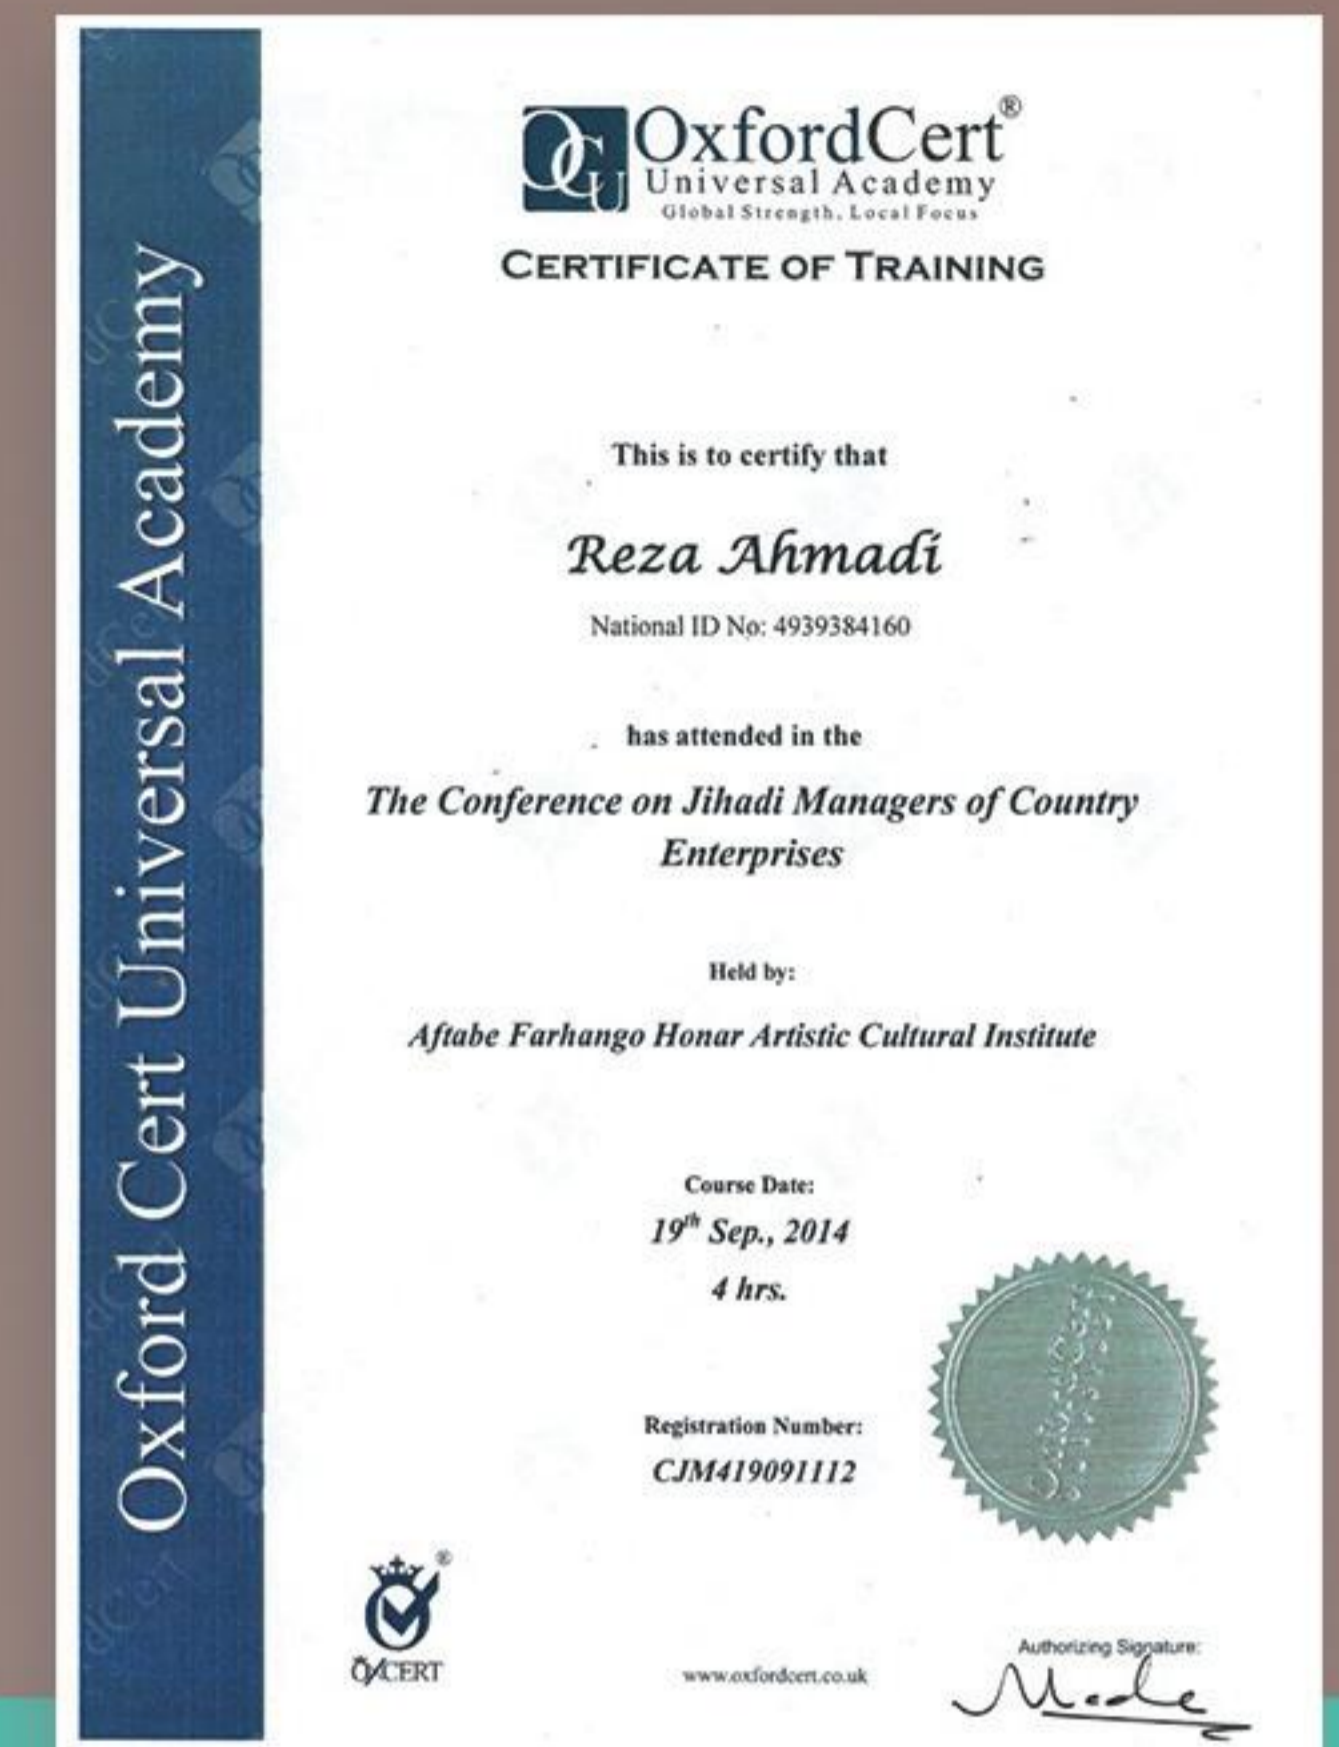 Oxford Cert Universal Academy
OCU
OxfordCert®
Universal Academy
Global Strength, Local Focus
CERTIFICATE OF TRAINING
This is to certify that
Reza Ahmadi
National ID No: 4939384160
has attended in the
The Conference on Jihadi Managers of Country
Enterprises
Held by:
Aftabe Farhango Honar Artistic Cultural Institute
Course Date:
19th Sep., 2014
4 hrs.
Registration Number:
CJM419091112
®
OXCERT
www.oxfordcert.co.uk
Authorizing Signature: